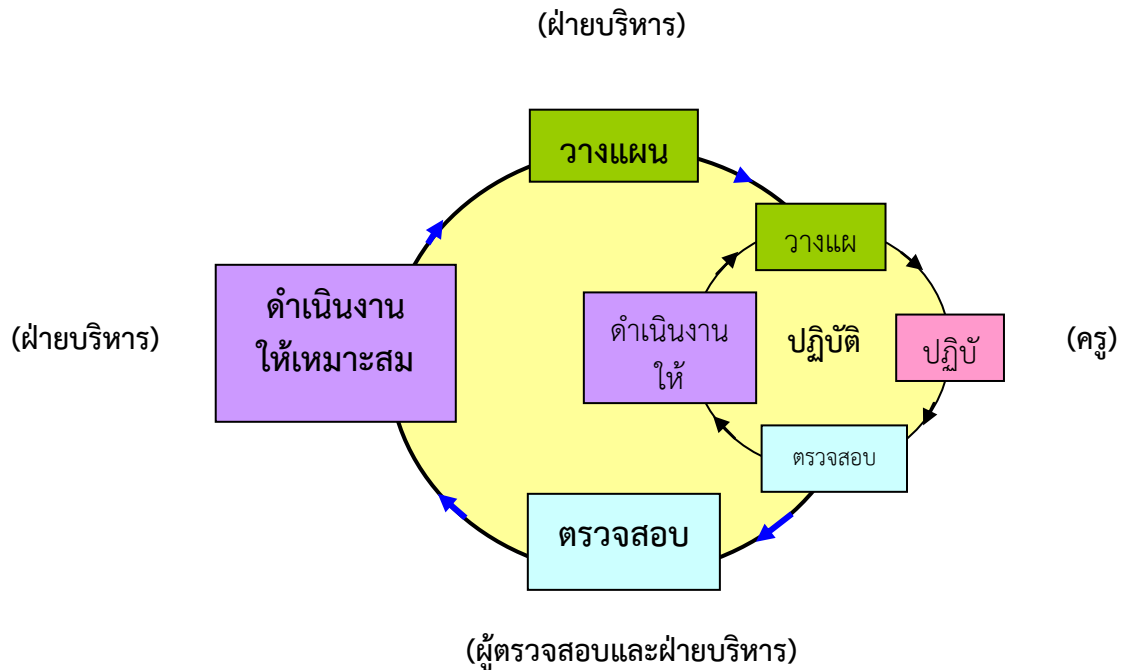 (ฝ่ายบริหาร)
วางแผน
วางแผ
ดำเนินงาน
ให้เหมาะสม
(ฝ่ายบริหาร)
ดำเนินงาน
ให้
ปฏิบัติ
ปฏิบั
(ครู)
ตรวจสอบ
ตรวจสอบ
(ผู้ตรวจสอบและฝ่ายบริหาร)